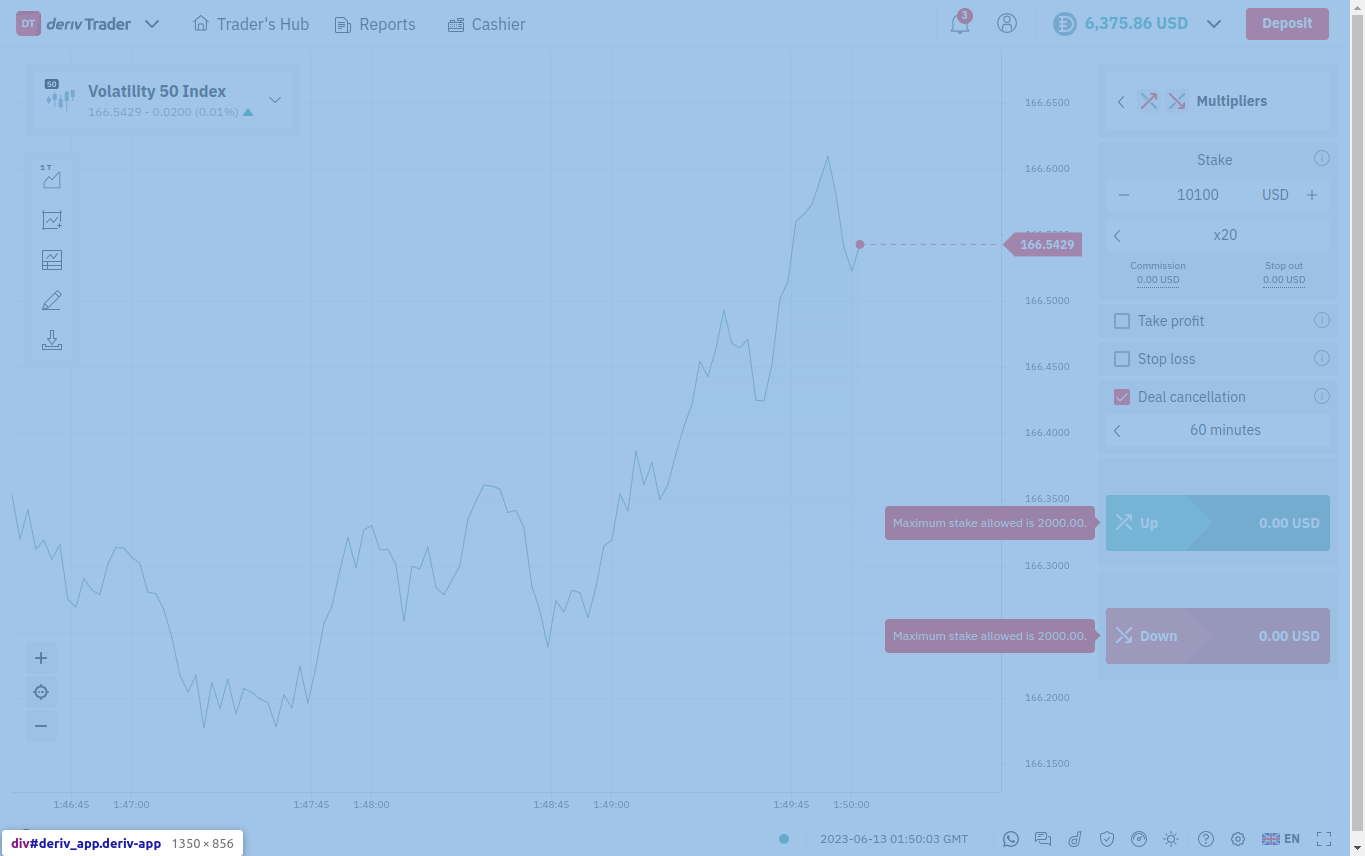 DT deriv Trader Trader's Hub Reports Cashier 3 6,375.86 USD Deposit
50
Volatility 50 Index
166.5429 - 0.0200 (0.01%)
1 T
166.6500
166.6000
166.5429
166.5000
166.4500
166.4000
166.3500
166.3000
166.2000
166.1500
Multipliers
Stake
− 10100 USD +
x20
Commission Stop out
0.00 USD 0.00 USD
Take profit
Stop loss
Deal cancellation
60 minutes
Maximum stake allowed is 2000.00.
Up 0.00 USD
Maximum stake allowed is 2000.00.
Down 0.00 USD
1:46:45 1:47:00 1:47:45 1:48:00 1:48:45 1:49:00 1:49:45 1:50:00
2023-06-13 01:50:03 GMT EN
div#deriv_app.deriv-app 1350 × 856